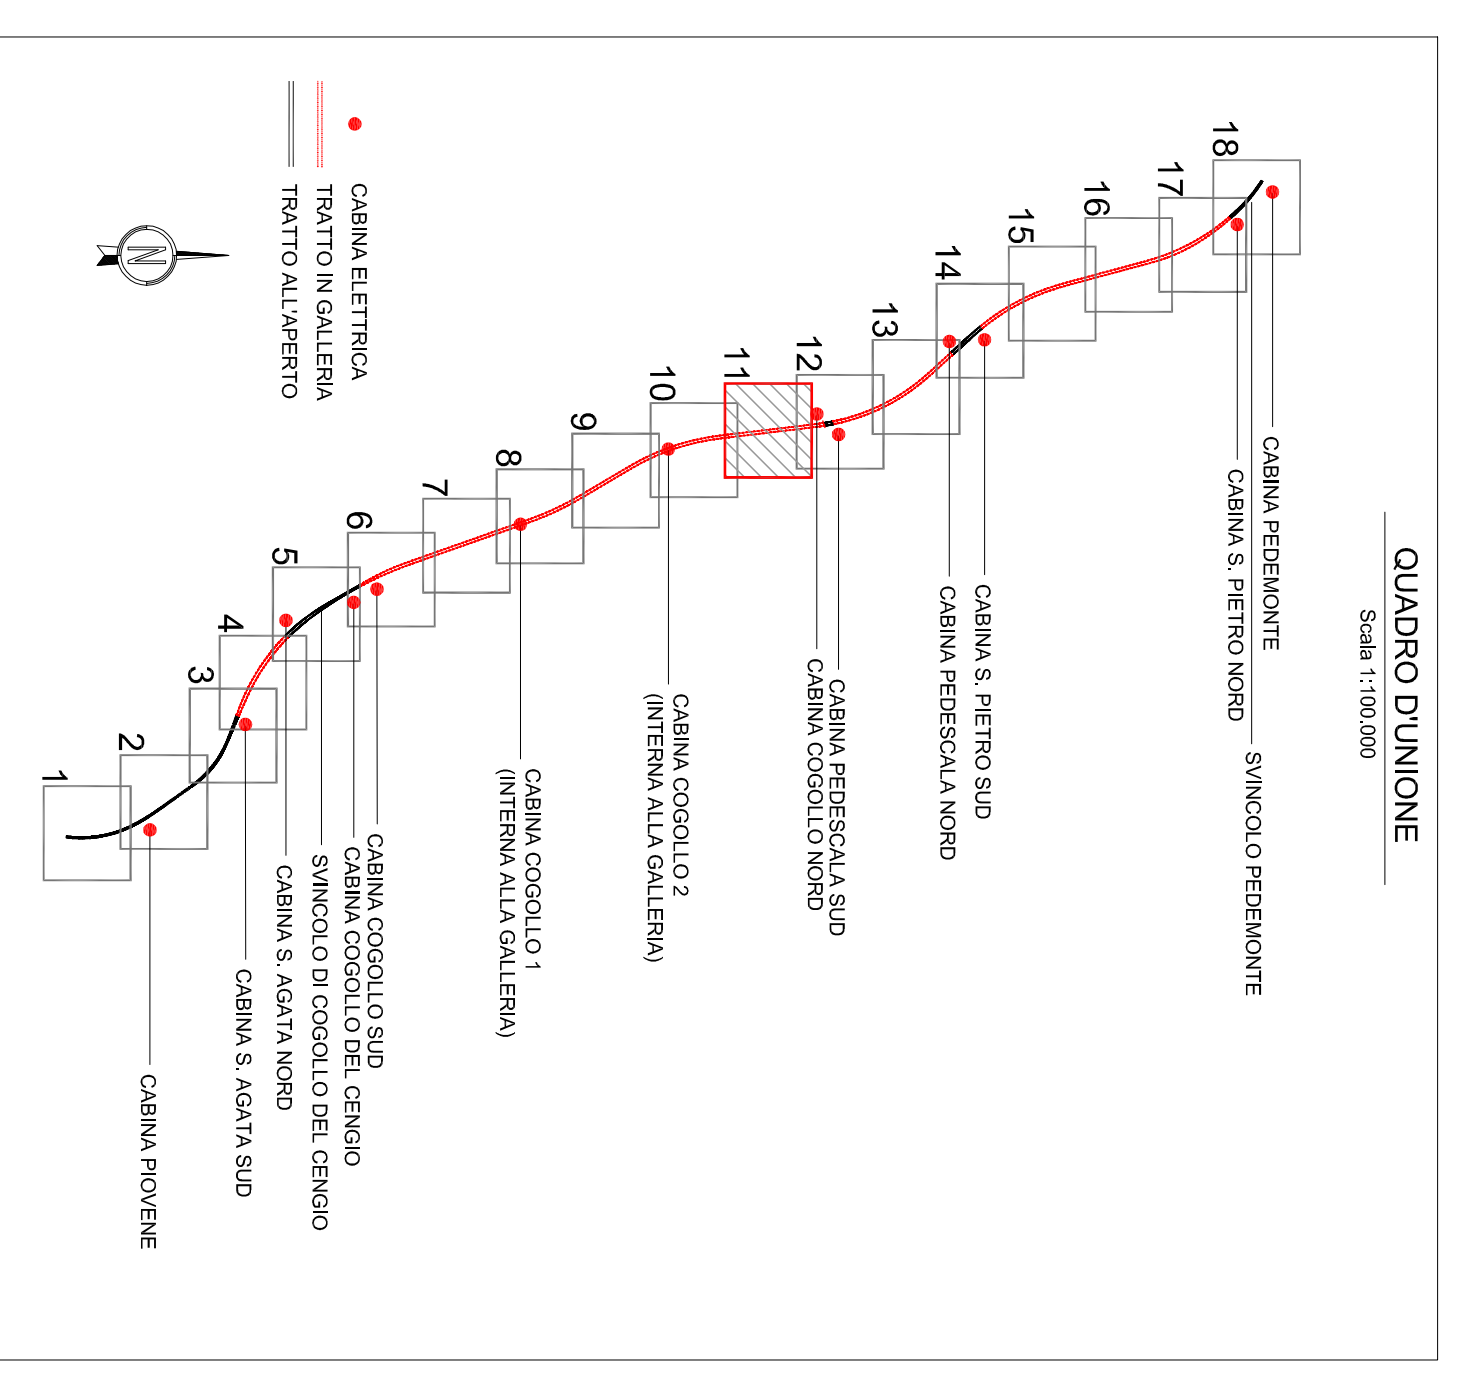 QUADRO D'UNIONE
Scala 1:100.000
18
17
16
15
14
13
12
11
10
9
8
7
6
5
4
3
2
1
CABINA PEDEMONTE
SVINCOLO PEDEMONTE
CABINA S. PIETRO NORD
CABINA S. PIETRO SUD
CABINA PEDESCALA NORD
CABINA PEDESCALA SUD
CABINA COGOLLO NORD
CABINA COGOLLO 2
(INTERNA ALLA GALLERIA)
CABINA COGOLLO 1
(INTERNA ALLA GALLERIA)
CABINA COGOLLO SUD
CABINA COGOLLO DEL CENGIO
SVINCOLO DI COGOLLO DEL CENGIO
CABINA S. AGATA NORD
CABINA S. AGATA SUD
CABINA PIOVENE
CABINA ELETTRICA
TRATTO IN GALLERIA
TRATTO ALL'APERTO
N